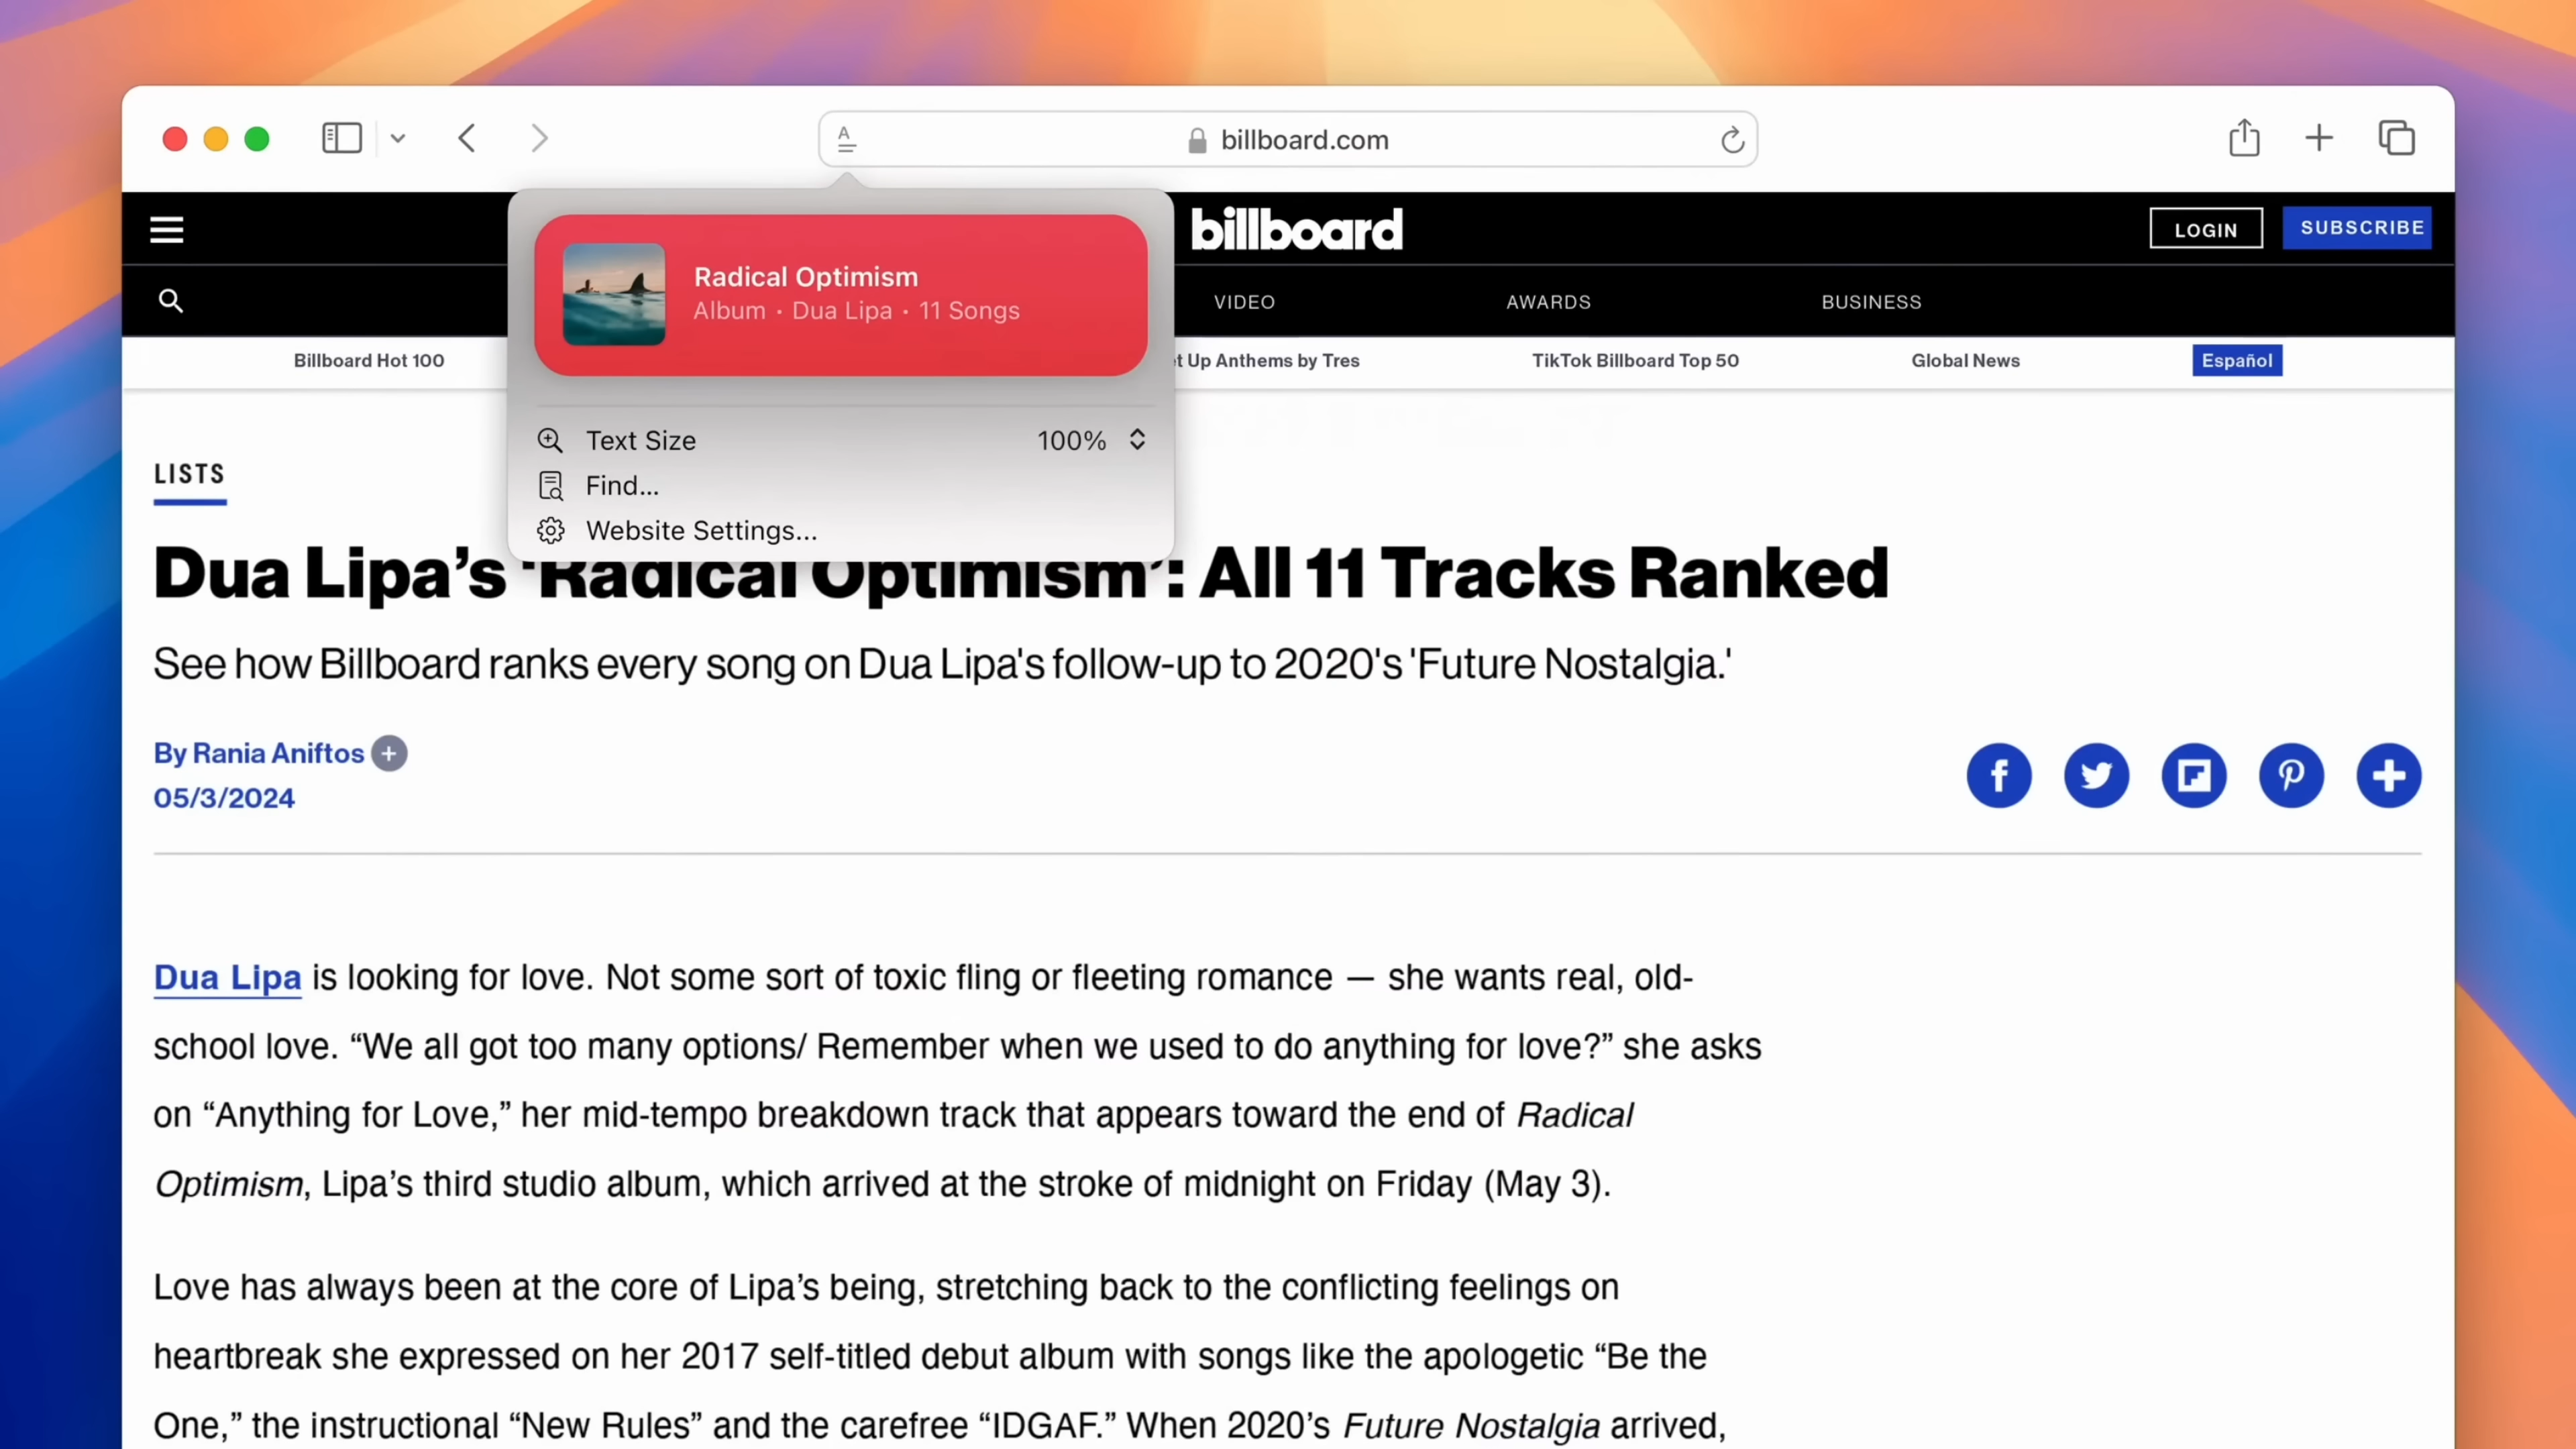 A
billboard.com
billboard
LOGIN
SUBSCRIBE
Radical Optimism
Album • Dua Lipa • 11 Songs
VIDEO
AWARDS
BUSINESS
Billboard Hot 100
Up Anthems by Tres
TikTok Billboard Top 50
Global News
Español
Text Size
100%
Find...
Website Settings...
LISTS
Dua Lipa’s ‘Radical Optimism’: All 11 Tracks Ranked
See how Billboard ranks every song on Dua Lipa's follow-up to 2020's 'Future Nostalgia.'
By Rania Aniftos +
05/3/2024
Dua Lipa is looking for love. Not some sort of toxic fling or fleeting romance — she wants real, old-
school love. “We all got too many options/ Remember when we used to do anything for love?” she asks
on “Anything for Love,” her mid-tempo breakdown track that appears toward the end of Radical
Optimism, Lipa’s third studio album, which arrived at the stroke of midnight on Friday (May 3).
Love has always been at the core of Lipa’s being, stretching back to the conflicting feelings on
heartbreak she expressed on her 2017 self-titled debut album with songs like the apologetic “Be the
One,” the instructional “New Rules” and the carefree “IDGAF.” When 2020’s Future Nostalgia arrived,